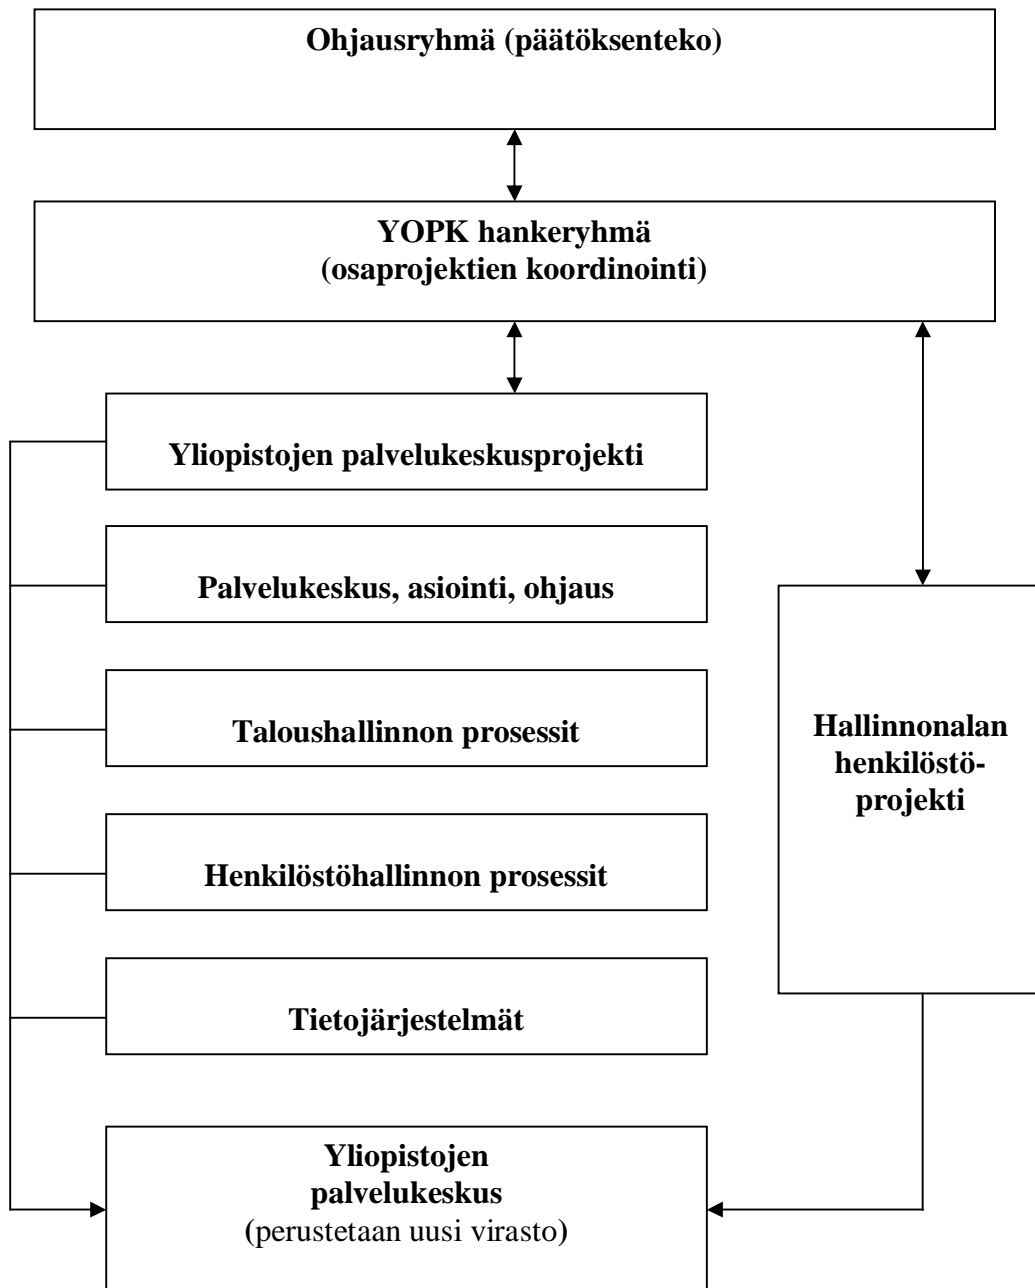 Ohjausryhmä (päätöksenteko)
YOPK hankeryhmä
(osaprojektien koordinointi)
Yliopistojen palvelukeskusprojekti
Palvelukeskus, asiointi, ohjaus
Taloushallinnon prosessit
Henkilöstöhallinnon prosessit
Tietojärjestelmät
Hallinnonalan
henkilöstö-
projekti
Yliopistojen
palvelukeskus
(perustetaan uusi virasto)